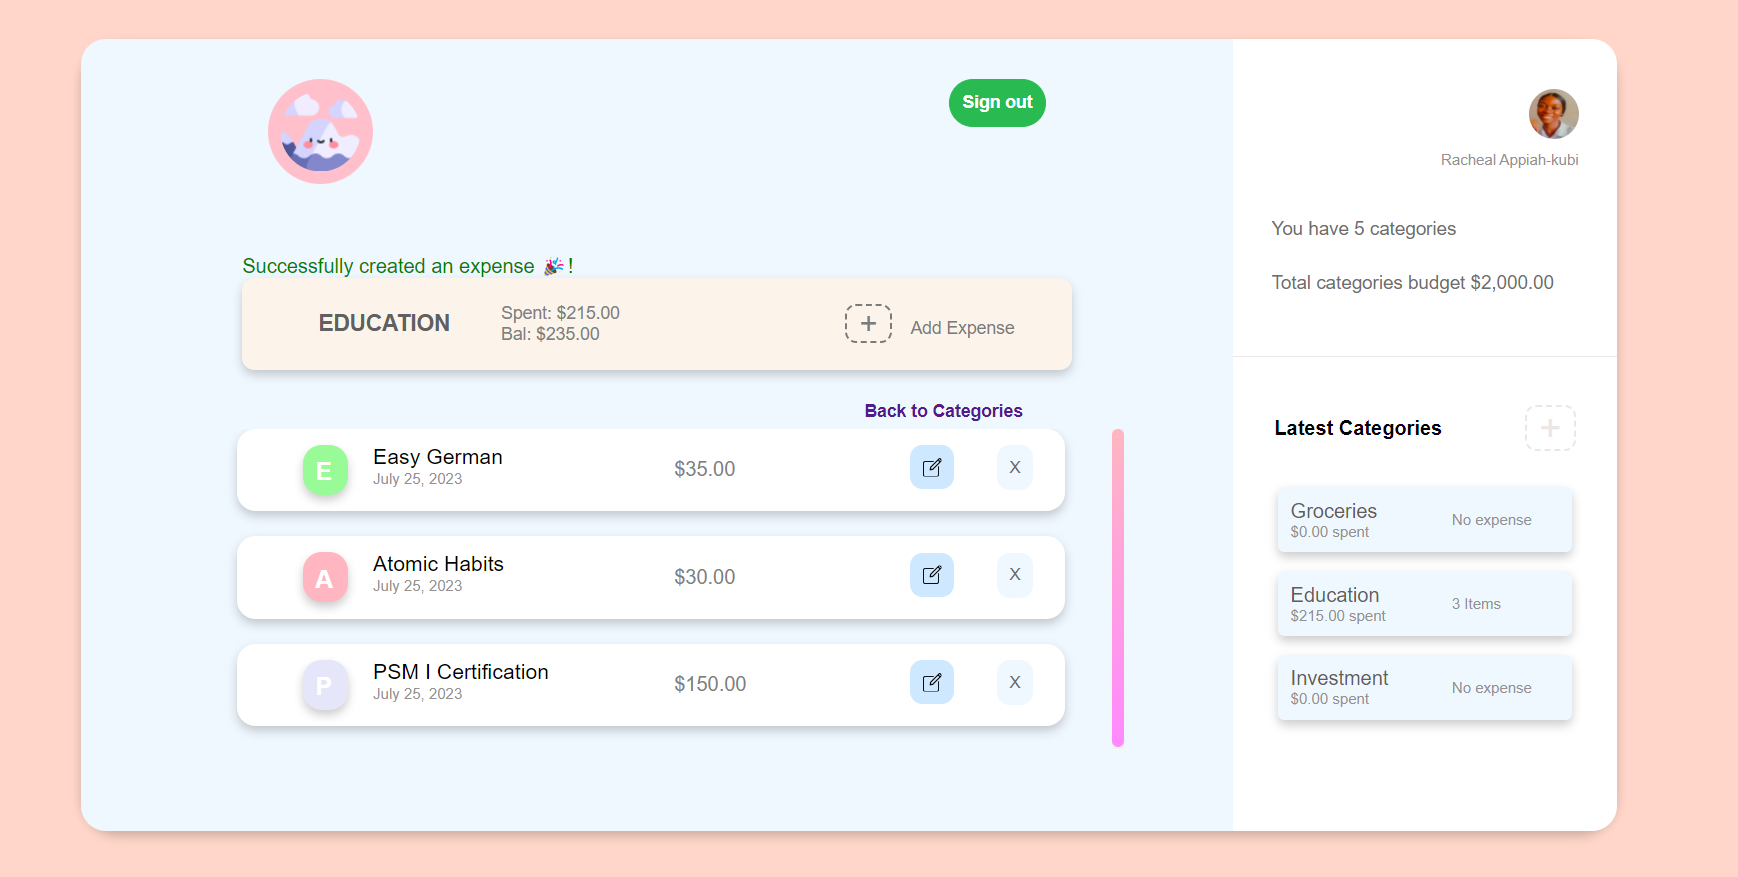 Sign out
Successfully created an expense 🎉!
EDUCATION
Spent: $215.00
Bal: $235.00
+
Add Expense
Back to Categories
E
Easy German
July 25, 2023
$35.00
X
A
Atomic Habits
July 25, 2023
$30.00
X
P
PSM I Certification
July 25, 2023
$150.00
X
Racheal Appiah-kubi
You have 5 categories
Total categories budget $2,000.00
Latest Categories
+
Groceries
$0.00 spent
No expense
Education
$215.00 spent
3 Items
Investment
$0.00 spent
No expense